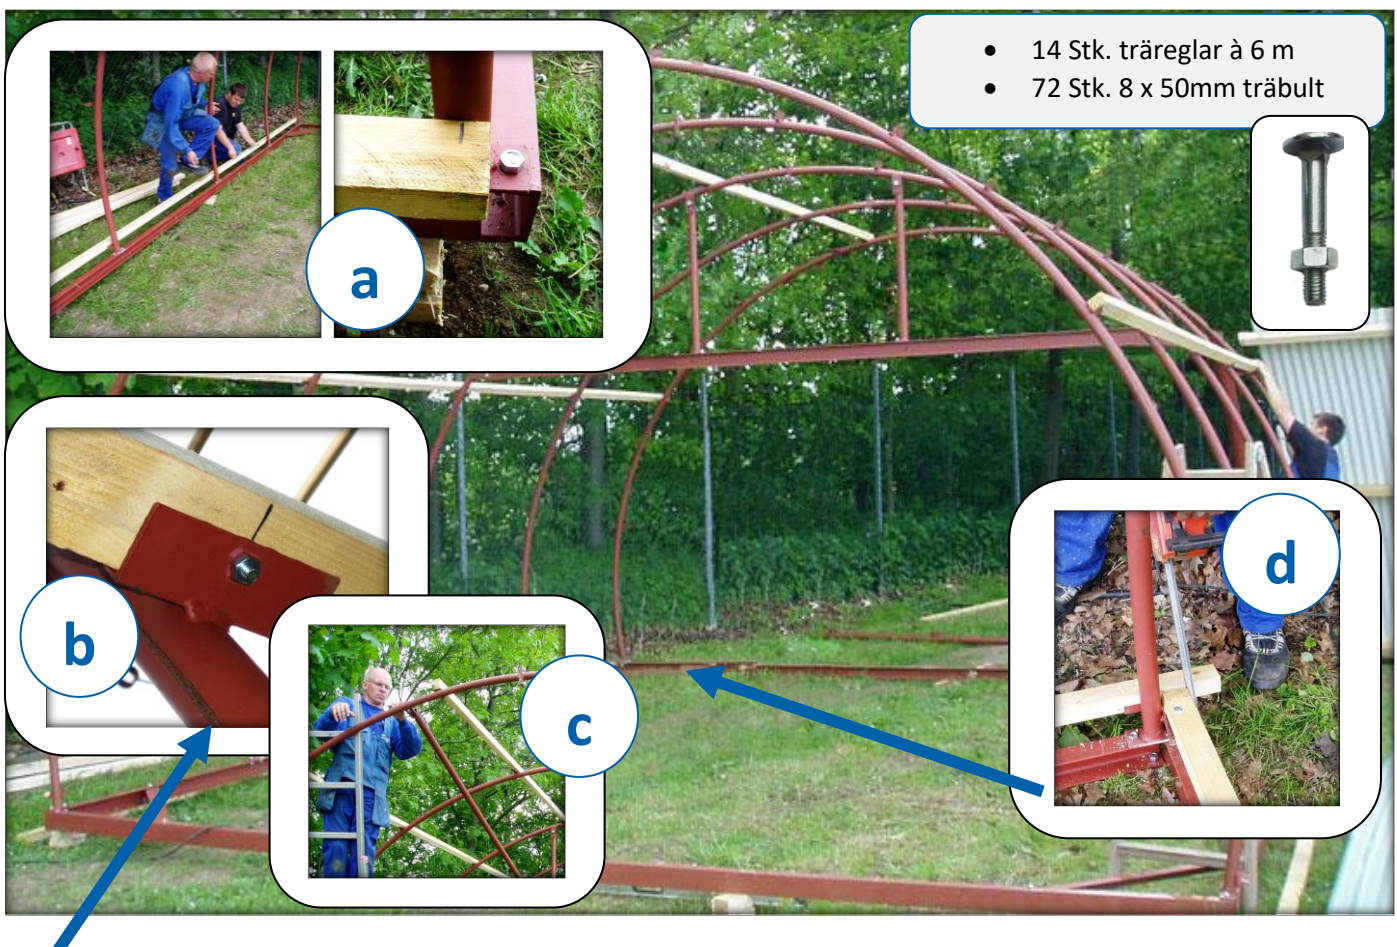 • 14 Stk. träreglar à 6 m
• 72 Stk. 8 x 50mm träbult
a
b
c
d